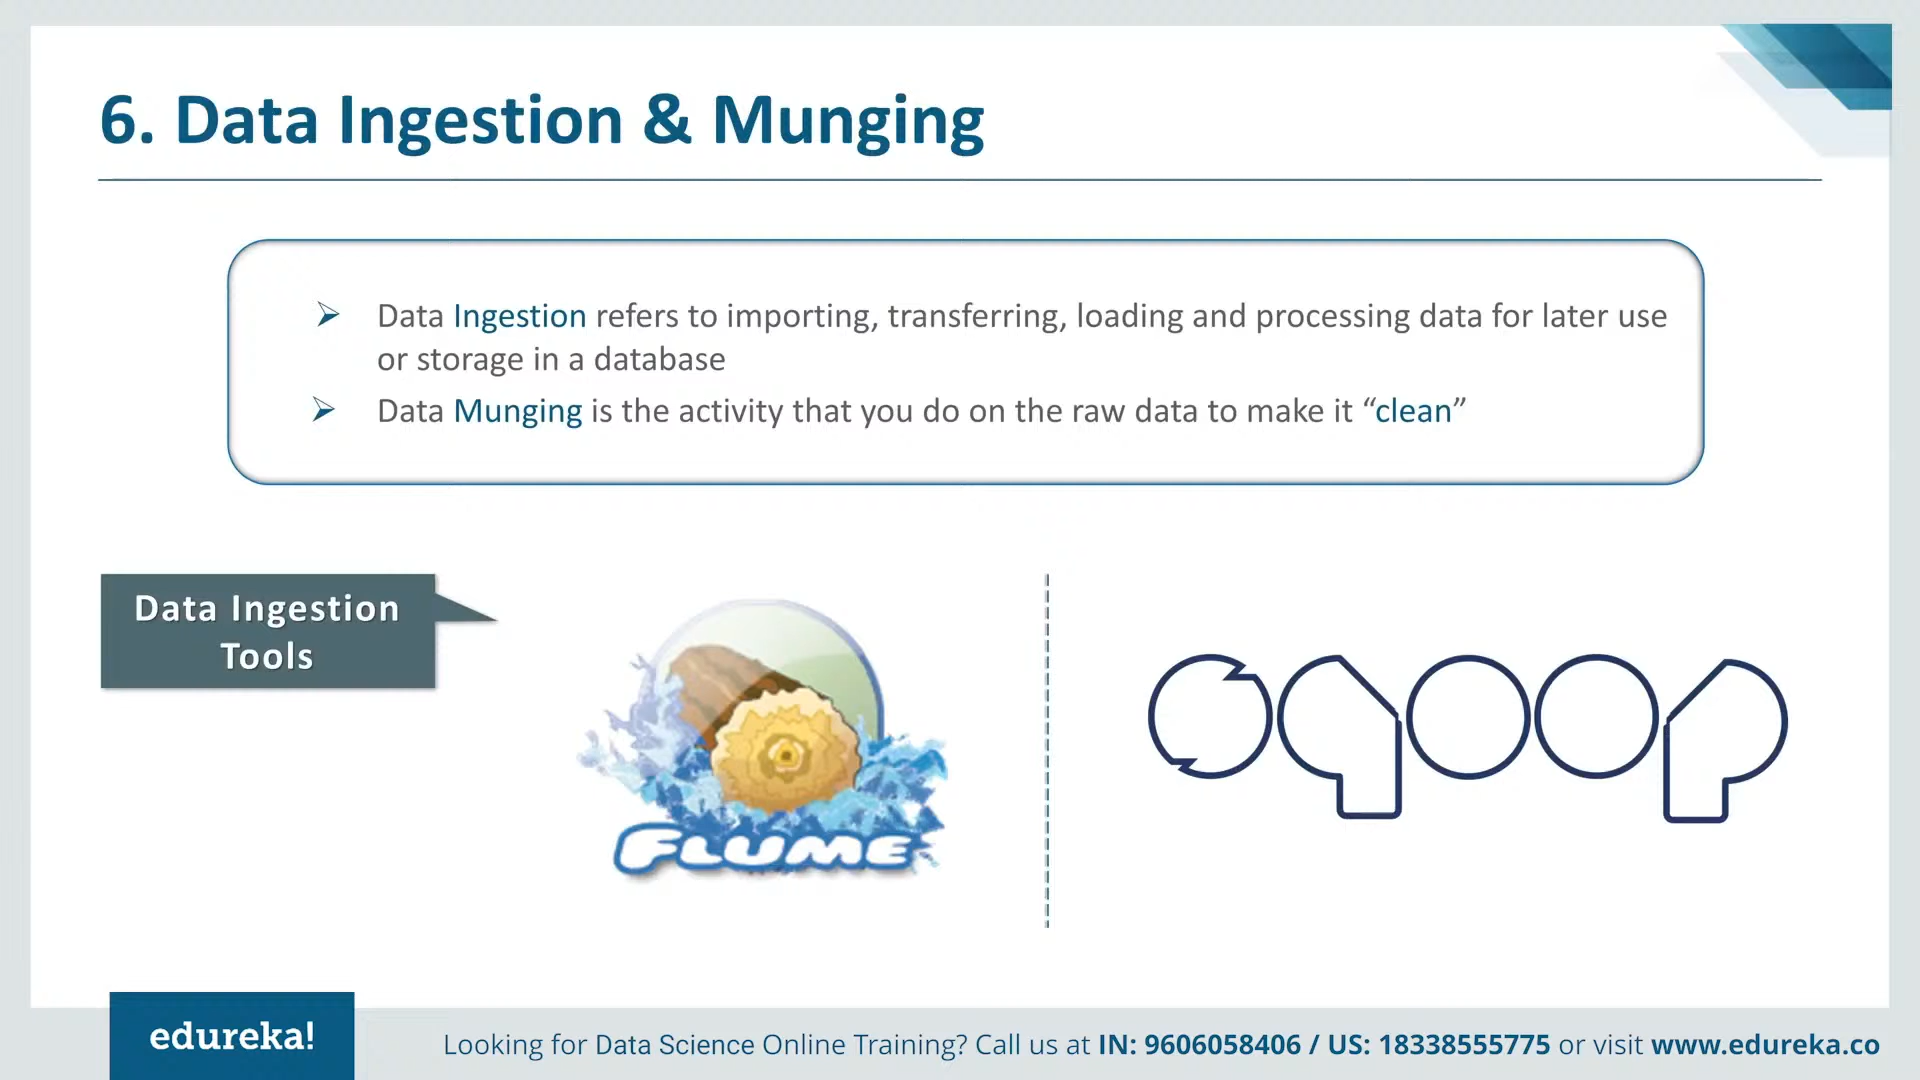 6. Data Ingestion & Munging
➢ Data Ingestion refers to importing, transferring, loading and processing data for later use
or storage in a database
➢ Data Munging is the activity that you do on the raw data to make it “clean”
Data Ingestion
Tools
FLUME
sqoop
edureka!
Looking for Data Science Online Training? Call us at IN: 9606058406 / US: 18338555775 or visit www.edureka.co